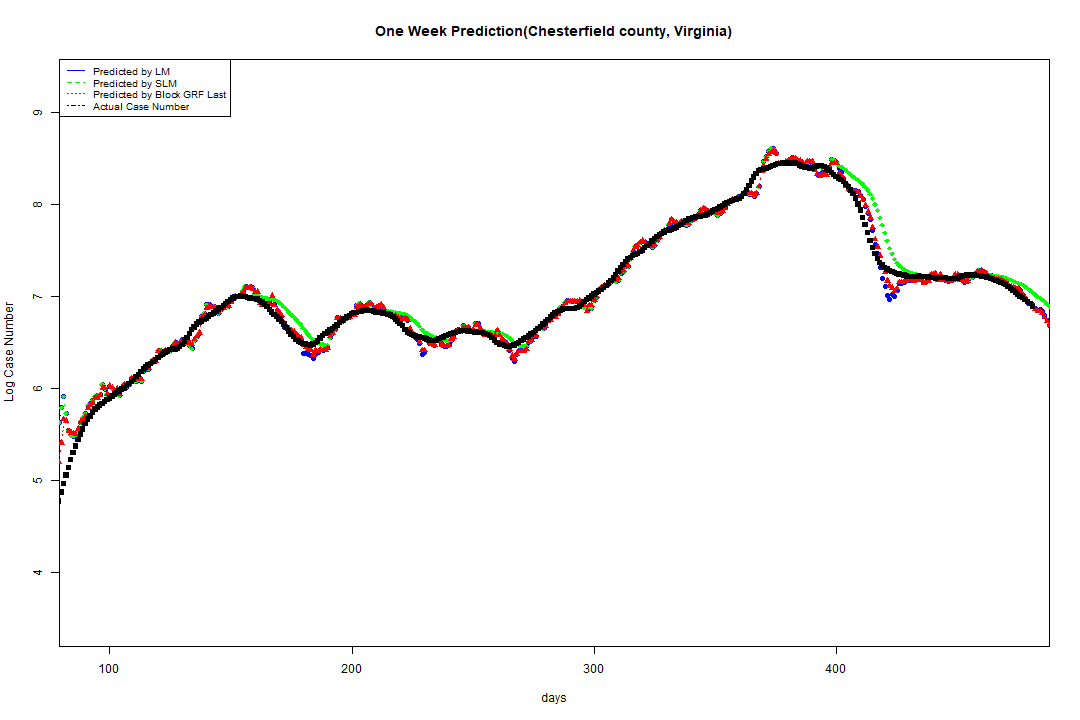 One Week Prediction(Chesterfield county, Virginia)
Predicted by LM
Predicted by SLM
Predicted by Block GRF Last
Actual Case Number
9
8
7
6
5
4
Log Case Number
100 200 300 400
days